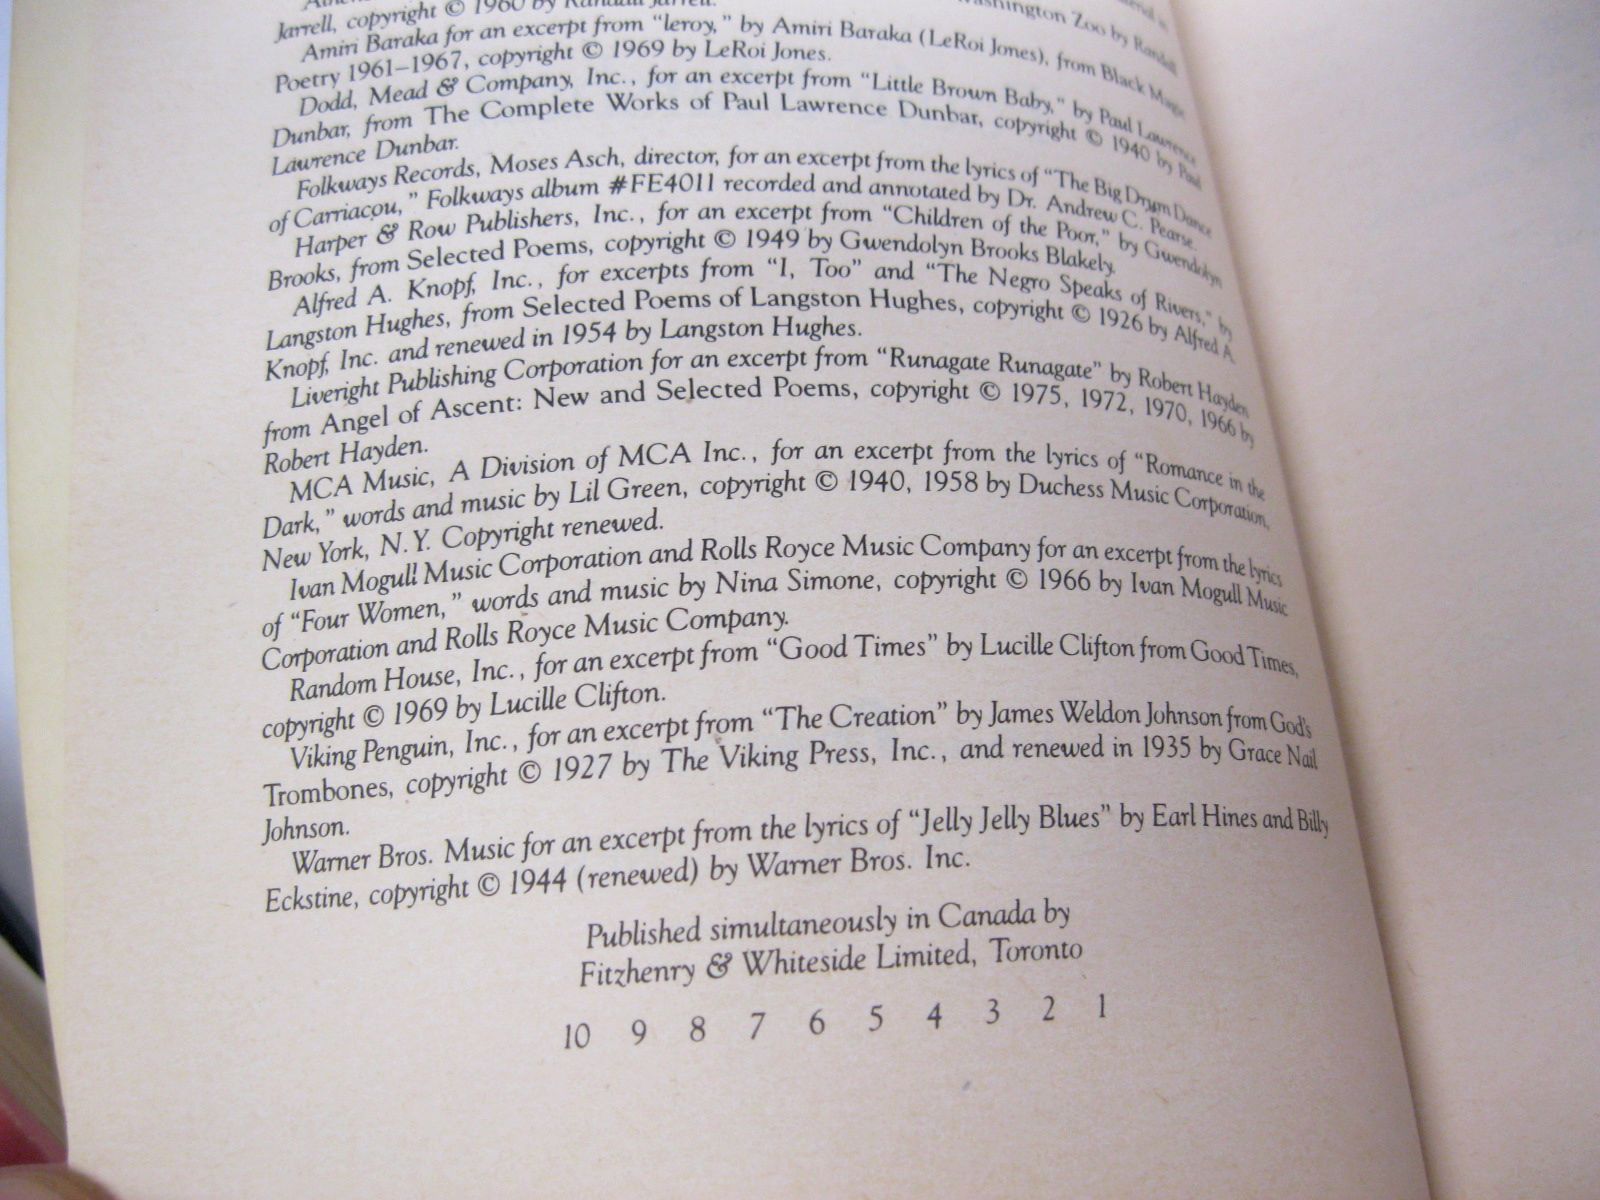 Jarrell, copyright © 1960 by Randall Jarrell. Washington Zoo by Randall
Amiri Baraka for an excerpt from “leroy,” by Amiri Baraka (LeRoi Jones), from Black Magic
Poetry 1961–1967, copyright © 1969 by LeRoi Jones.
Dodd, Mead & Company, Inc., for an excerpt from “Little Brown Baby,” by Paul Lawrence
Dunbar, from The Complete Works of Paul Lawrence Dunbar, copyright © 1940 by Paul
Lawrence Dunbar.
Folkways Records, Moses Asch, director, for an excerpt from the lyrics of “The Big Drum Dance
of Carriacou,” Folkways album #FE4011 recorded and annotated by Dr. Andrew C. Pearse.
Harper & Row Publishers, Inc., for an excerpt from “Children of the Poor,” by Gwendolyn
Brooks, from Selected Poems, copyright © 1949 by Gwendolyn Brooks Blakely.
Alfred A. Knopf, Inc., for excerpts from “I, Too” and “The Negro Speaks of Rivers,” by
Langston Hughes, from Selected Poems of Langston Hughes, copyright © 1926 by Alfred A.
Knopf, Inc. and renewed in 1954 by Langston Hughes.
Liveright Publishing Corporation for an excerpt from “Runagate Runagate” by Robert Hayden
from Angel of Ascent: New and Selected Poems, copyright © 1975, 1972, 1970, 1966 by
Robert Hayden.
MCA Music, A Division of MCA Inc., for an excerpt from the lyrics of “Romance in the
Dark,” words and music by Lil Green, copyright © 1940, 1958 by Duchess Music Corporation,
New York, N.Y. Copyright renewed.
Ivan Mogull Music Corporation and Rolls Royce Music Company for an excerpt from the lyrics
of “Four Women,” words and music by Nina Simone, copyright © 1966 by Ivan Mogull Music
Corporation and Rolls Royce Music Company.
Random House, Inc., for an excerpt from “Good Times” by Lucille Clifton from Good Times,
copyright © 1969 by Lucille Clifton.
Viking Penguin, Inc., for an excerpt from “The Creation” by James Weldon Johnson from God's
Trombones, copyright © 1927 by The Viking Press, Inc., and renewed in 1935 by Grace Nail
Johnson.
Warner Bros. Music for an excerpt from the lyrics of “Jelly Jelly Blues” by Earl Hines and Billy
Eckstine, copyright © 1944 (renewed) by Warner Bros. Inc.
Published simultaneously in Canada by
Fitzhenry & Whiteside Limited, Toronto
10 9 8 7 6 5 4 3 2 1